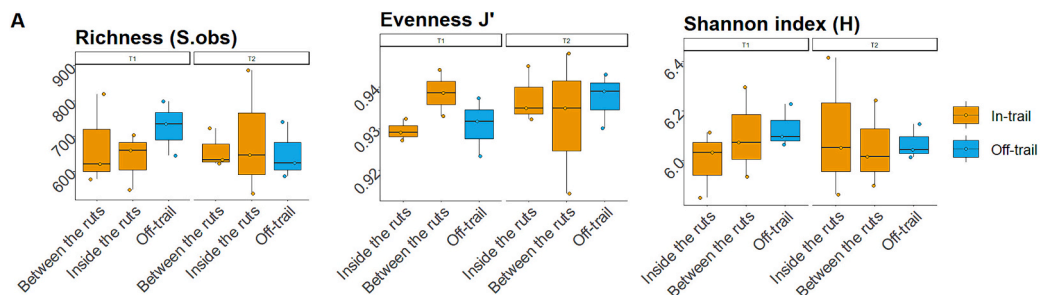 A
Richness (S.obs)
T1
T2
900
800
700
600
Between the ruts
Inside the ruts
Off-trail
Between the ruts
Inside the ruts
Off-trail
Evenness J'
T1
T2
0.94
0.93
0.92
Inside the ruts
Between the ruts
Off-trail
Inside the ruts
Between the ruts
Off-trail
Shannon index (H)
T1
T2
6.4
6.2
6.0
Inside the ruts
Between the ruts
Off-trail
Inside the ruts
Between the ruts
Off-trail
In-trail
Off-trail